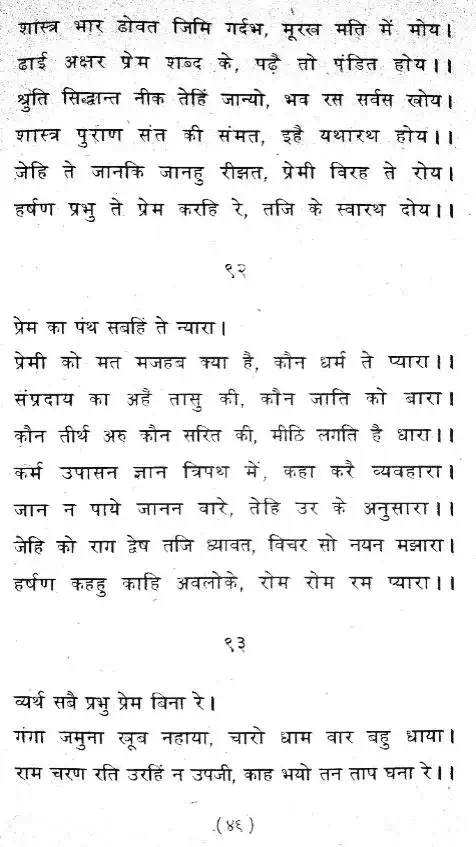 शास्त्र भार ढोवत जिमि गर्दभ, मूरख मति में मोय।
ढाई अक्षर प्रेम शब्द के, पढ़ै तो पंडित होय।।
श्रुति सिद्धान्त नीक तेहिं जान्यो, भव रस सर्वस खोय।
शास्त्र पुराण संत की संमत, इहै यथारथ होय।।
जेहि ते जानकि जानहु रीझत, प्रेमी विरह ते रोय।
हर्षण प्रभु ते प्रेम करहि रे, तजि के स्वारथ दोय।।
९२
प्रेम का पंथ सबहिं ते न्यारा।
प्रेमी को मत मजहब क्या है, कौन धर्म ते प्यारा।।
संप्रदाय का अहै तासु की, कौन जाति को बारा।
कौन तीर्थ अरु कौन सरित की, मीठि लगति है धारा।।
कर्म उपासन ज्ञान त्रिपथ में, कहा करै व्यवहारा।
जान न पाये जानन वारे, तेहि उर के अनुसारा।।
जेहि को राग द्वेष तजि ध्यावत, विचर सो नयन मझारा।
हर्षण कहहु काहि अवलोके, रोम रोम रम प्यारा।।
९३
व्यर्थ सबै प्रभु प्रेम बिना रे।
गंगा जमुना खूब नहाया, चारो धाम वार बहु धाया।
राम चरण रति उरहिं न उपजी, काह भयो तन ताप घना रे।।
(४६)